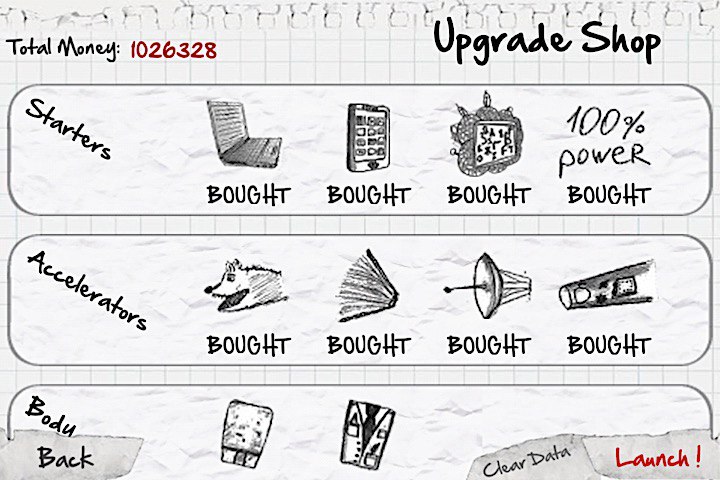 Upgrade Shop
Total Money: 1026328
Starters
100%
power
BOUGHT BOUGHT BOUGHT BOUGHT
Accelerators
BOUGHT BOUGHT BOUGHT BOUGHT
Body
Back
Clear Data
Launch!